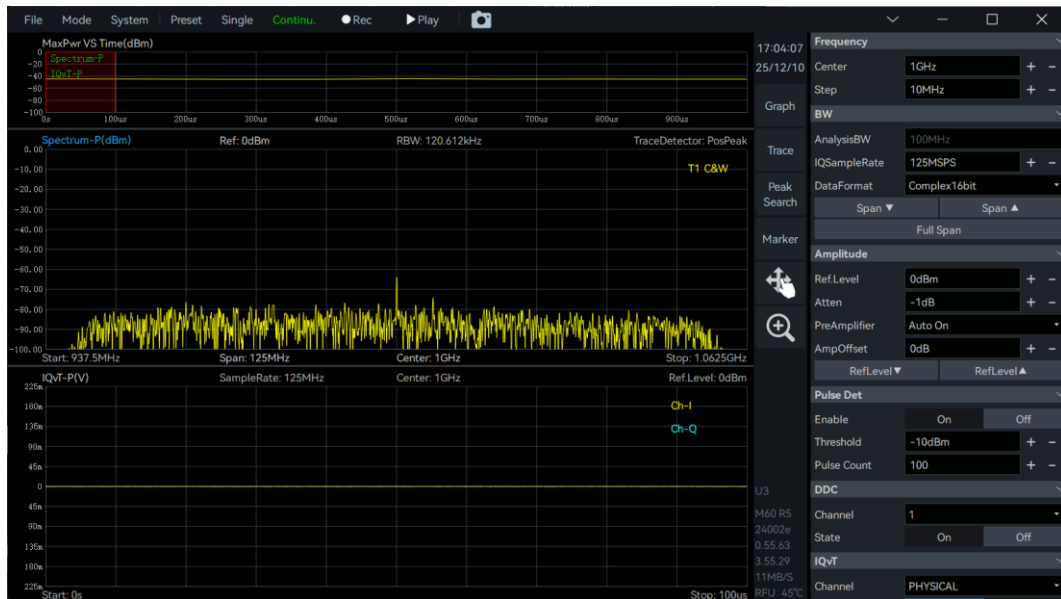 File Mode System Preset Single Continu. Rec Play
MaxPwr VS Time(dBm)
0
-20
-40
-60
-80
-100
Spectrum-P
IQvT-P
0s 100us 200us 300us 400us 500us 600us 700us 800us 900us
Spectrum-P(dBm) Ref: 0dBm RBW: 120.612kHz TraceDetector: PosPeak
T1 C&W
0.00
-10.00
-20.00
-30.00
-40.00
-50.00
-60.00
-70.00
-80.00
-90.00
-100.00
Start: 937.5MHz Span: 125MHz Center: 1GHz Stop: 1.0625GHz
IQvT-P(V) SampleRate: 125MHz Center: 1GHz Ref.Level: 0dBm
Ch-I
Ch-Q
225m
180m
135m
90m
45m
0
45m
90m
135m
180m
225m
Start: 0s Stop: 100us
17:04:07
25/12/10
Graph
Trace
Peak
Search
Marker
U3
M60 R5
24002e
0.55.63
3.55.29
11MB/S
RFU 45℃
Frequency
Center 1GHz + -
Step 10MHz + -
BW
AnalysisBW 100MHz
IQSampleRate 125MSPS + -
DataFormat Complex16bit
Span ▼ Span ▲
Full Span
Amplitude
Ref.Level 0dBm + -
Atten -1dB + -
PreAmplifier Auto On
AmpOffset 0dB + -
RefLevel▼ RefLevel▲
Pulse Det
Enable On Off
Threshold -10dBm + -
Pulse Count 100 + -
DDC
Channel 1
State On Off
IQvT
Channel PHYSICAL